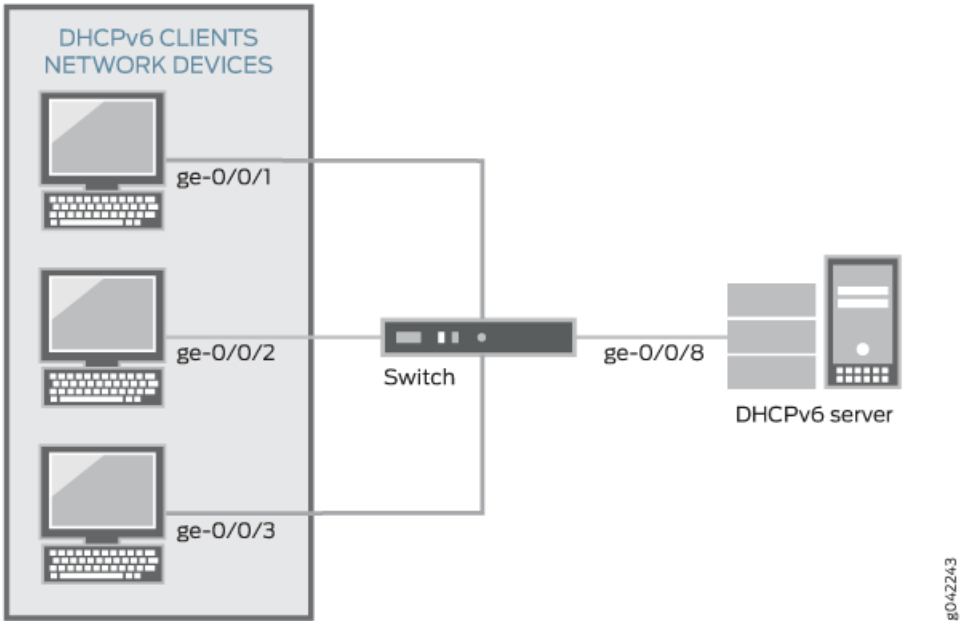 DHCPv6 CLIENTS
NETWORK DEVICES
ge-0/0/1
ge-0/0/2
ge-0/0/8
Switch
DHCPv6 server
ge-0/0/3
g042243